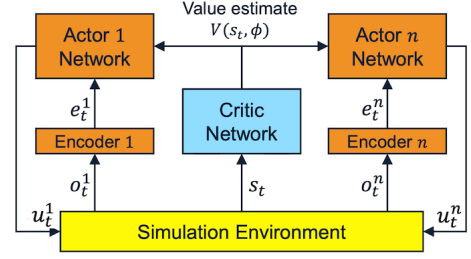 Value estimate
Actor 1
Network
V(s_t, ϕ)
Actor n
Network
e_t^1
Critic
Network
e_t^n
Encoder 1
Encoder n
o_t^1
s_t
o_t^n
u_t^1
u_t^n
Simulation Environment